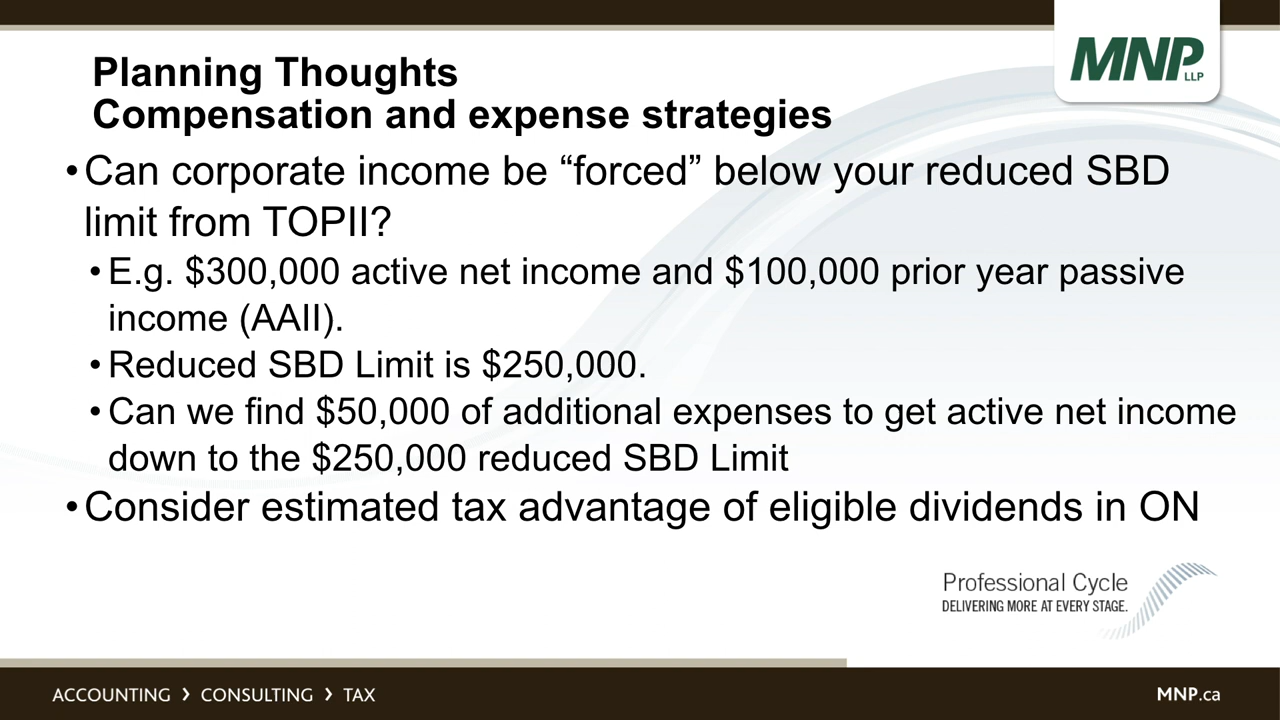 MNP
LLP
Planning Thoughts
Compensation and expense strategies
• Can corporate income be “forced” below your reduced SBD
limit from TOPII?
• E.g. $300,000 active net income and $100,000 prior year passive
income (AAII).
• Reduced SBD Limit is $250,000.
• Can we find $50,000 of additional expenses to get active net income
down to the $250,000 reduced SBD Limit
• Consider estimated tax advantage of eligible dividends in ON
Professional Cycle
DELIVERING MORE AT EVERY STAGE.
ACCOUNTING › CONSULTING › TAX
MNP.ca